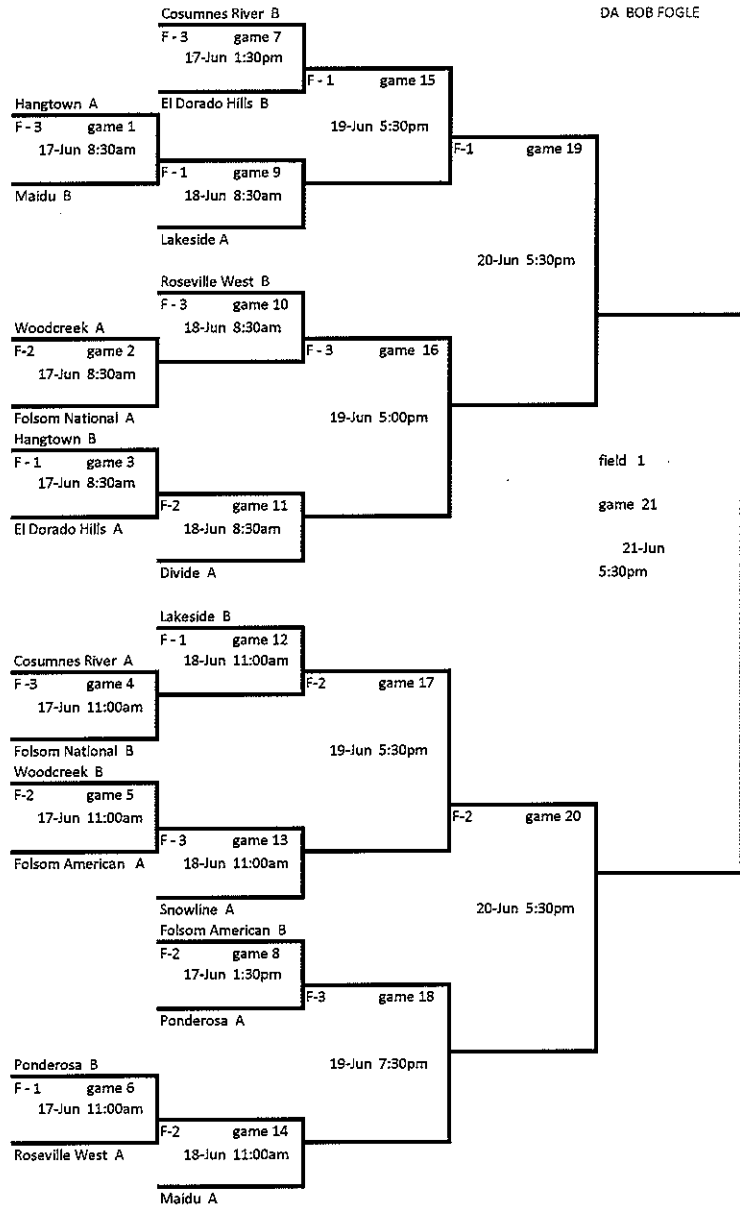 DA BOB FOGLE
Cosumnes River B
F - 3 game 7
17-Jun 1:30pm
F - 1 game 15
El Dorado Hills B
Hangtown A
F - 3 game 1
17-Jun 8:30am
19-Jun 5:30pm
F-1 game 19
F - 1 game 9
18-Jun 8:30am
Maidu B
Lakeside A
20-Jun 5:30pm
Roseville West B
F - 3 game 10
18-Jun 8:30am
Woodcreek A
F-2 game 2
17-Jun 8:30am
F - 3 game 16
Folsom National A
19-Jun 5:00pm
Hangtown B
F - 1 game 3
17-Jun 8:30am
field 1
F-2 game 11
18-Jun 8:30am
game 21
El Dorado Hills A
21-Jun
5:30pm
Divide A
Lakeside B
F - 1 game 12
18-Jun 11:00am
Cosumnes River A
F -3 game 4
17-Jun 11:00am
F-2 game 17
Folsom National B
19-Jun 5:30pm
Woodcreek B
F-2 game 5
17-Jun 11:00am
F-2 game 20
F - 3 game 13
18-Jun 11:00am
Folsom American A
Snowline A
20-Jun 5:30pm
Folsom American B
F-2 game 8
17-Jun 1:30pm
F-3 game 18
Ponderosa A
19-Jun 7:30pm
Ponderosa B
F - 1 game 6
17-Jun 11:00am
F-2 game 14
18-Jun 11:00am
Roseville West A
Maidu A